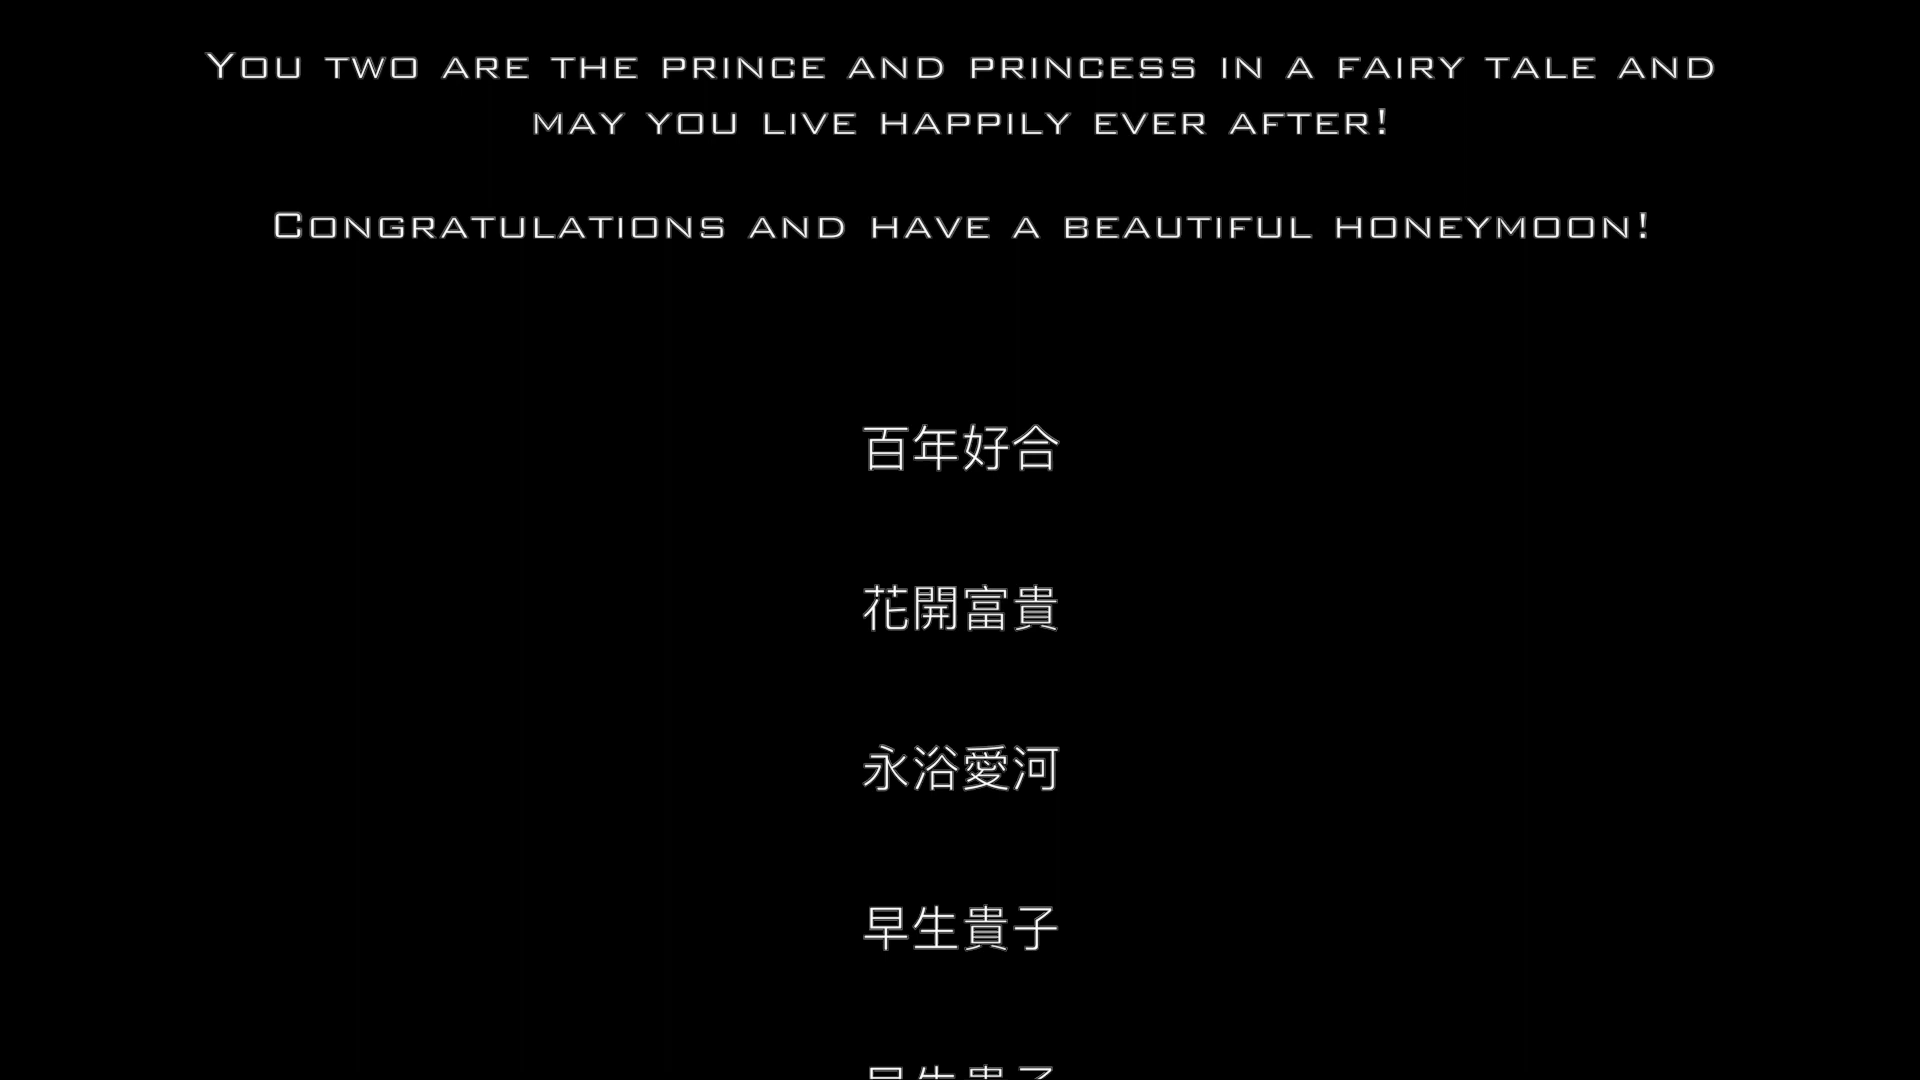 You two are the prince and princess in a fairy tale and
may you live happily ever after!
Congratulations and have a beautiful honeymoon!
百年好合
花開富貴
永浴愛河
早生貴子